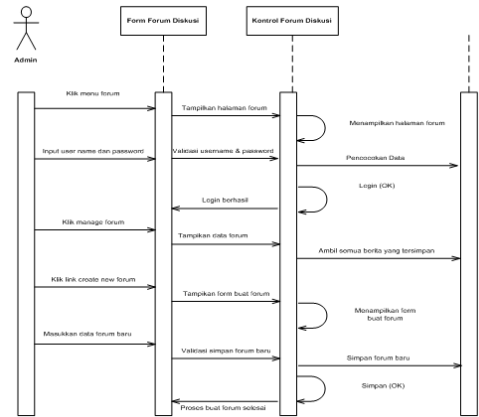 Form Forum Diskusi
Kontrol Forum Diskusi
Admin
Klik menu forum
Tampilkan halaman forum
Menampilkan halaman forum
Input user name dan password
Validasi username & password
Pencocokan Data
Login (OK)
Login berhasil
Klik manage forum
Tampikan data forum
Ambil semua berita yang tersimpan
Klik link create new forum
Tampikan form buat forum
Menampilkan form
buat forum
Masukkan data forum baru
Validasi simpan forum baru
Simpan forum baru
Simpan (OK)
Proses buat forum selesai